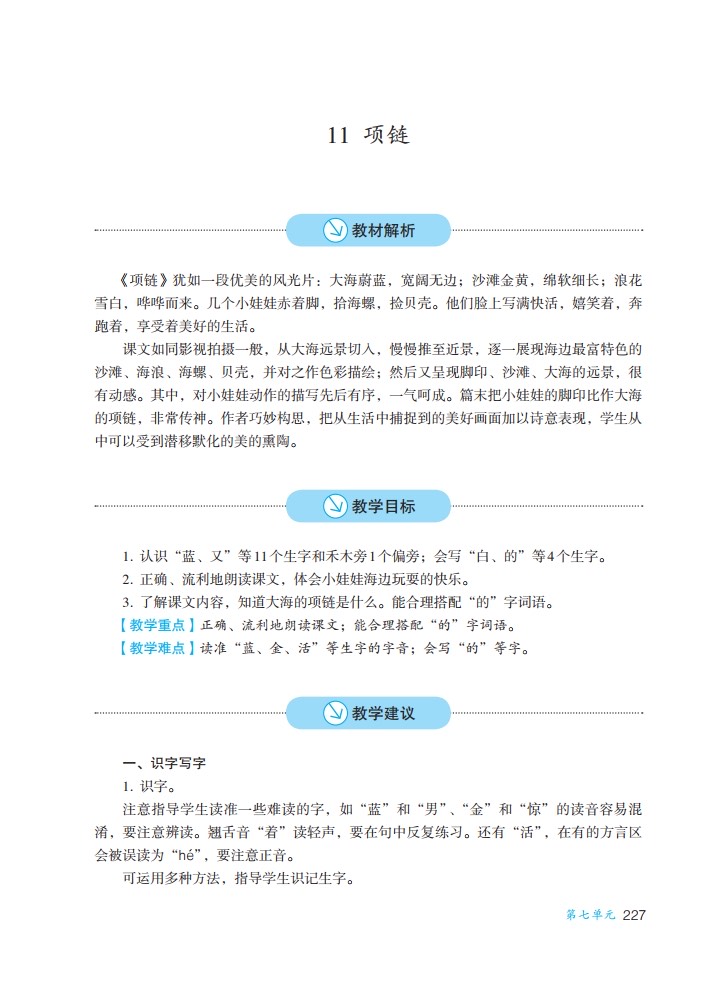 11 项链
教材解析
《项链》犹如一段优美的风光片：大海蔚蓝，宽阔无边；沙滩金黄，绵软细长；浪花
雪白，哗哗而来。几个小娃娃赤着脚，拾海螺，捡贝壳。他们脸上写满快活，嬉笑着，奔
跑着，享受着美好的生活。
课文如同影视拍摄一般，从大海远景切入，慢慢推至近景，逐一展现海边最富特色的
沙滩、海浪、海螺、贝壳，并对之作色彩描绘；然后又呈现脚印、沙滩、大海的远景，很
有动感。其中，对小娃娃动作的描写先后有序，一气呵成。篇末把小娃娃的脚印比作大海
的项链，非常传神。作者巧妙构思，把从生活中捕捉到的美好画面加以诗意表现，学生从
中可以受到潜移默化的美的熏陶。
教学目标
1. 认识“蓝、又”等11个生字和禾木旁1个偏旁；会写“白、的”等4个生字。
2. 正确、流利地朗读课文，体会小娃娃海边玩耍的快乐。
3. 了解课文内容，知道大海的项链是什么。能合理搭配“的”字词语。
【教学重点】正确、流利地朗读课文；能合理搭配“的”字词语。
【教学难点】读准“蓝、金、活”等生字的字音；会写“的”等字。
教学建议
一、识字写字
1. 识字。
注意指导学生读准一些难读的字，如“蓝”和“男”、“金”和“惊”的读音容易混
淆，要注意辨读。翘舌音“着”读轻声，要在句中反复练习。还有“活”，在有的方言区
会被误读为“hé”，要注意正音。
可运用多种方法，指导学生识记生字。
第七单元 227